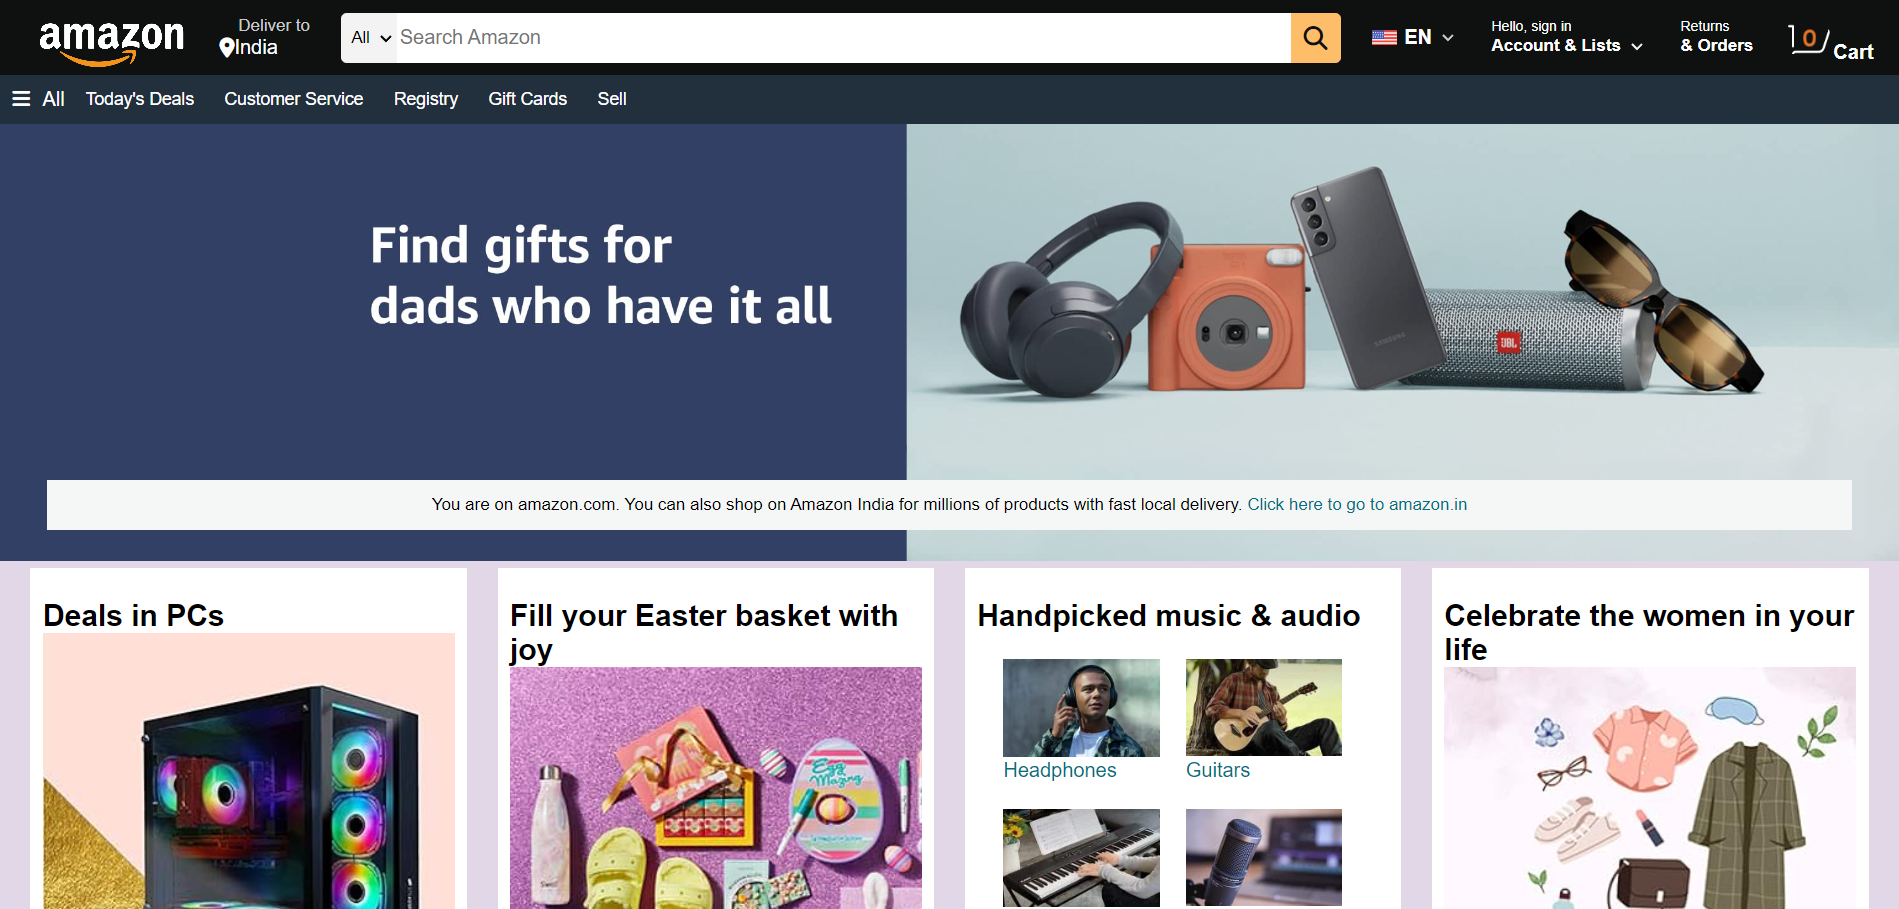 amazon
Deliver to
India
All
Search Amazon
EN
Hello, sign in
Account & Lists
Returns
& Orders
0
Cart
All
Today's Deals
Customer Service
Registry
Gift Cards
Sell
Find gifts for
dads who have it all
SAMSUNG
JBL
You are on amazon.com. You can also shop on Amazon India for millions of products with fast local delivery. Click here to go to amazon.in
Deals in PCs
Fill your Easter basket with
joy
Egg
Mazing
Handpicked music & audio
Headphones
Guitars
Celebrate the women in your
life